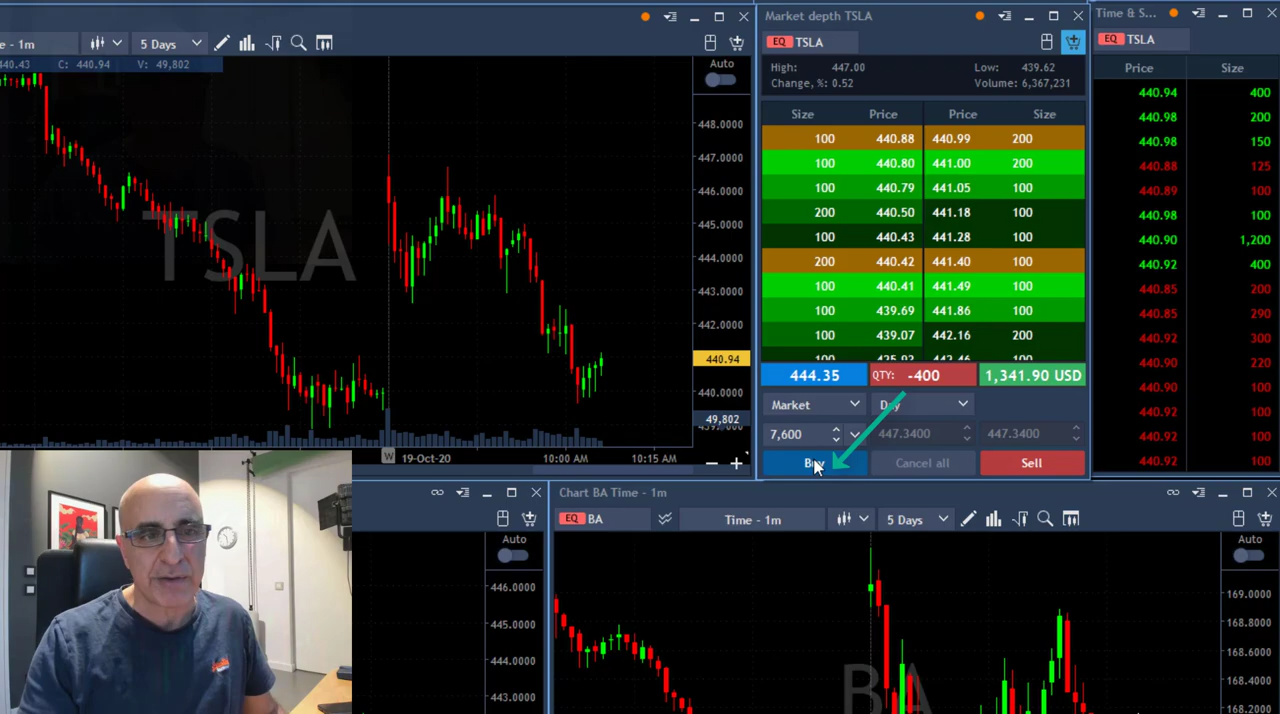 e - 1m
5 Days
440.43 C: 440.94 V: 49,802
Auto
TSLA
448.0000
447.0000
446.0000
445.0000
444.0000
443.0000
442.0000
440.94
440.0000
49,802
W 19-Oct-20 10:00 AM 10:15 AM
Market depth TSLA
EQ TSLA
High: 447.00 Low: 439.62
Change, %: 0.52 Volume: 6,367,231
Size Price Price Size
100 440.88 440.99 200
100 440.80 441.00 200
100 440.79 441.05 100
200 440.50 441.18 100
100 440.43 441.28 100
200 440.42 441.40 100
100 440.41 441.49 100
100 439.69 441.86 100
100 439.07 442.16 200
444.35 QTY: -400 1,341.90 USD
Market
7,600 447.3400 447.3400
Cancel all Sell
Time & S...
EQ TSLA
Price Size
440.94 400
440.98 200
440.98 150
440.88 125
440.89 100
440.98 100
440.90 1,200
440.92 400
440.85 200
440.85 290
440.92 300
440.90 220
440.92 100
440.92 100
440.92 100
440.92 100
Auto
446.0000
445.0000
444.0000
443.0000
Chart BA Time - 1m
EQ BA
Time - 1m
5 Days
Auto
BA
169.0000
168.8000
168.6000
168.4000
168.2000